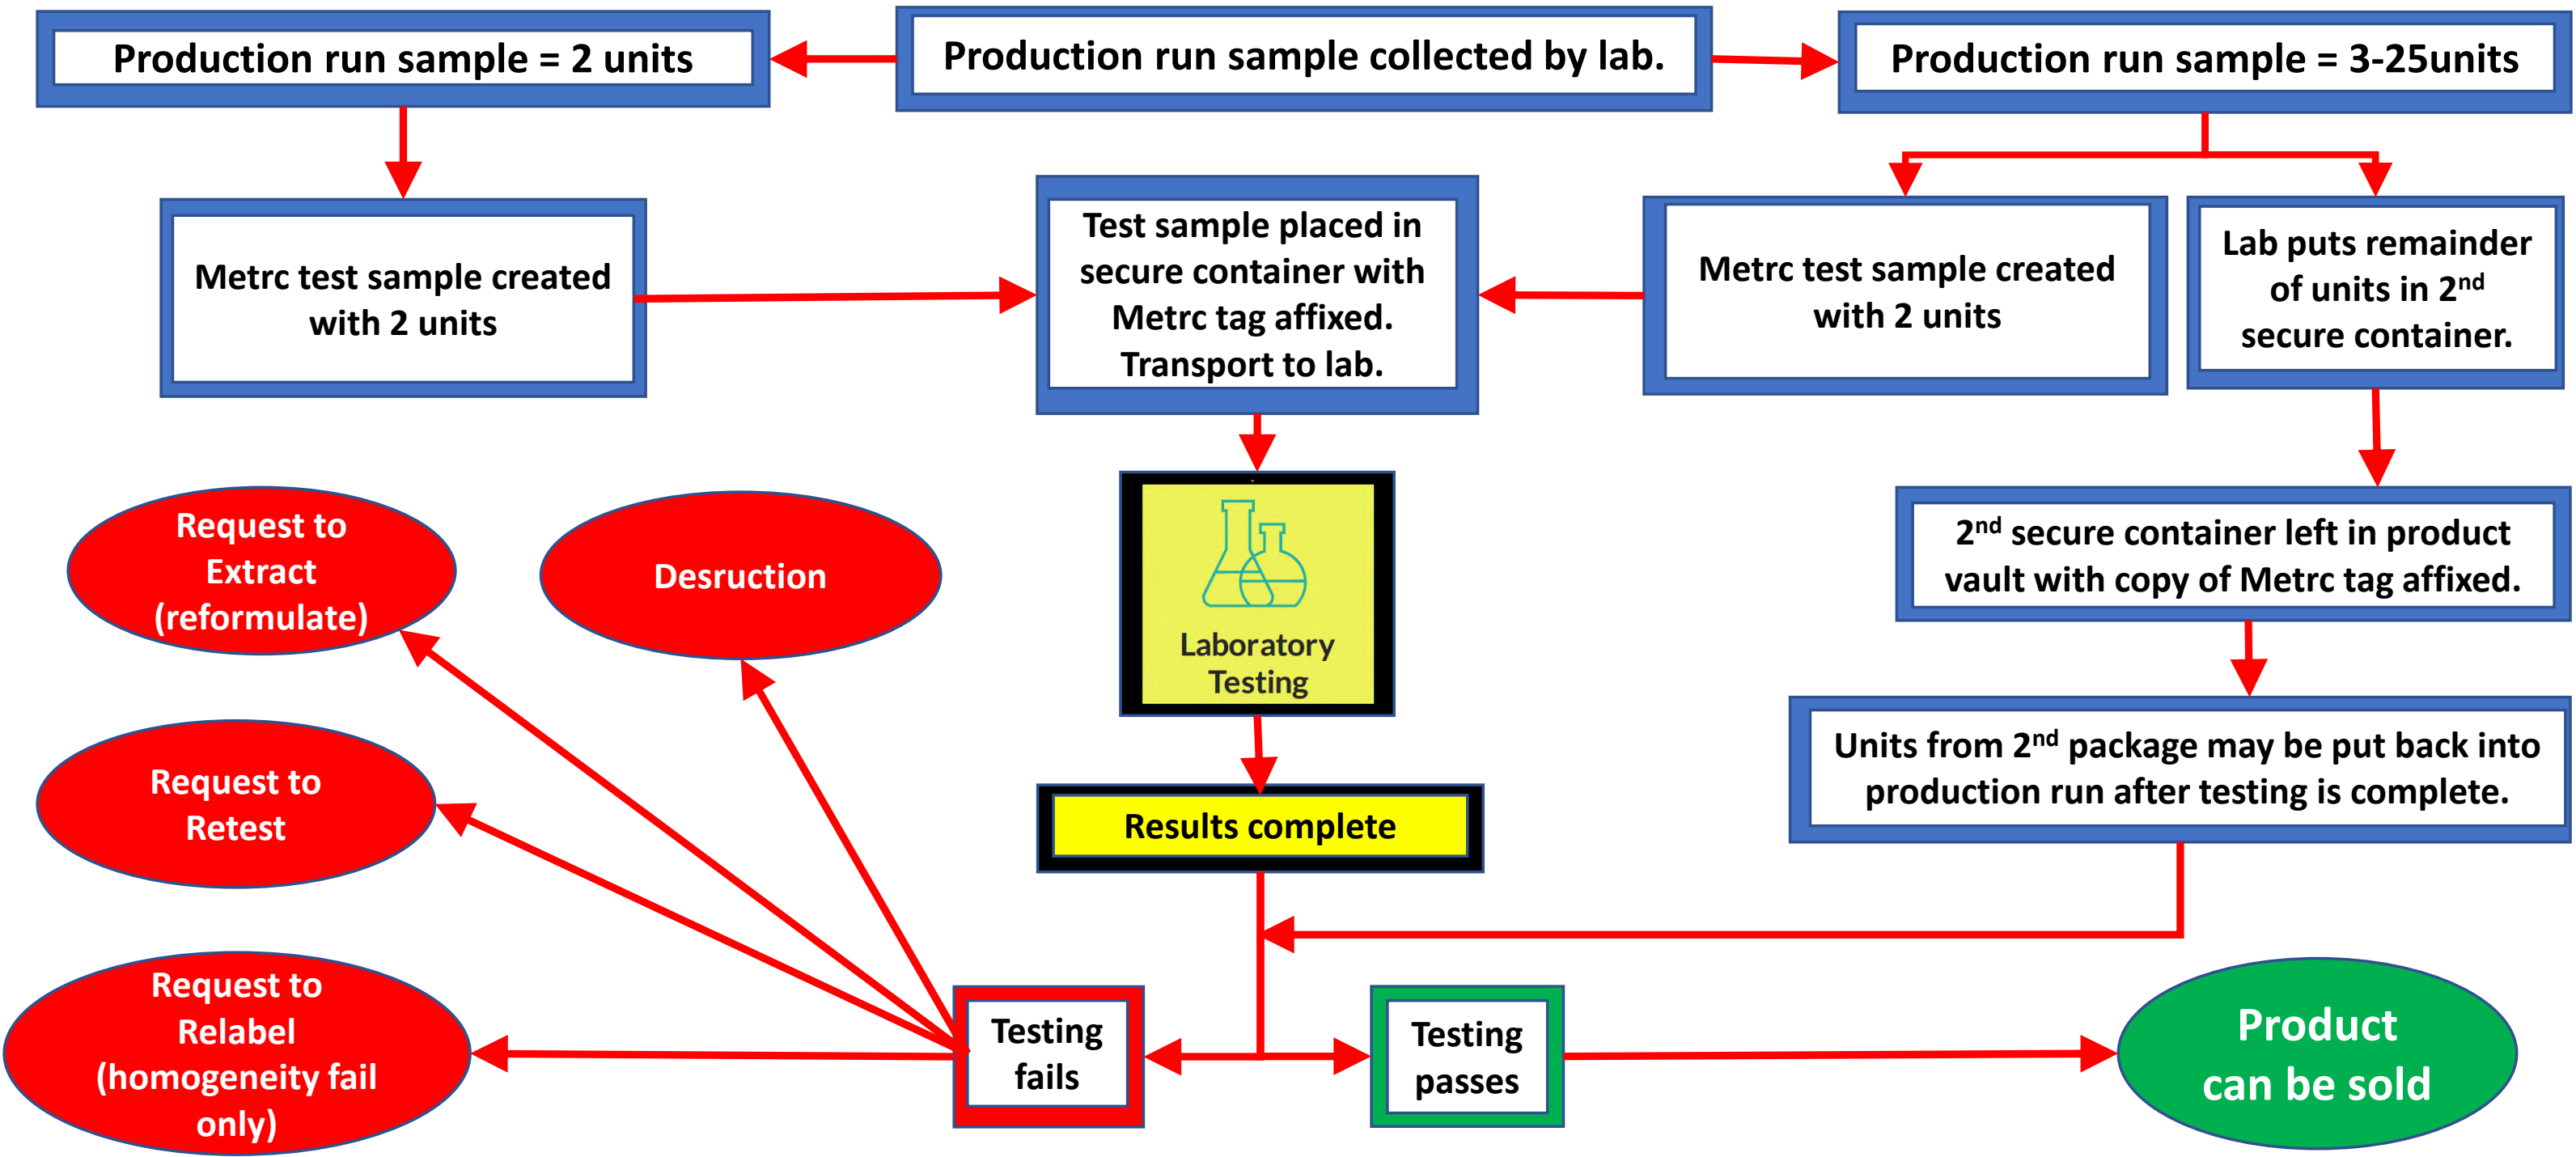 Production run sample = 2 units
Production run sample collected by lab.
Production run sample = 3-25units
Metrc test sample created
with 2 units
Test sample placed in
secure container with
Metrc tag affixed.
Transport to lab.
Metrc test sample created
with 2 units
Lab puts remainder
of units in 2nd
secure container.
Request to
Extract
(reformulate)
Desruction
Laboratory
Testing
2nd secure container left in product
vault with copy of Metrc tag affixed.
Request to
Retest
Results complete
Units from 2nd package may be put back into
production run after testing is complete.
Request to
Relabel
(homogeneity fail
only)
Testing
fails
Testing
passes
Product
can be sold